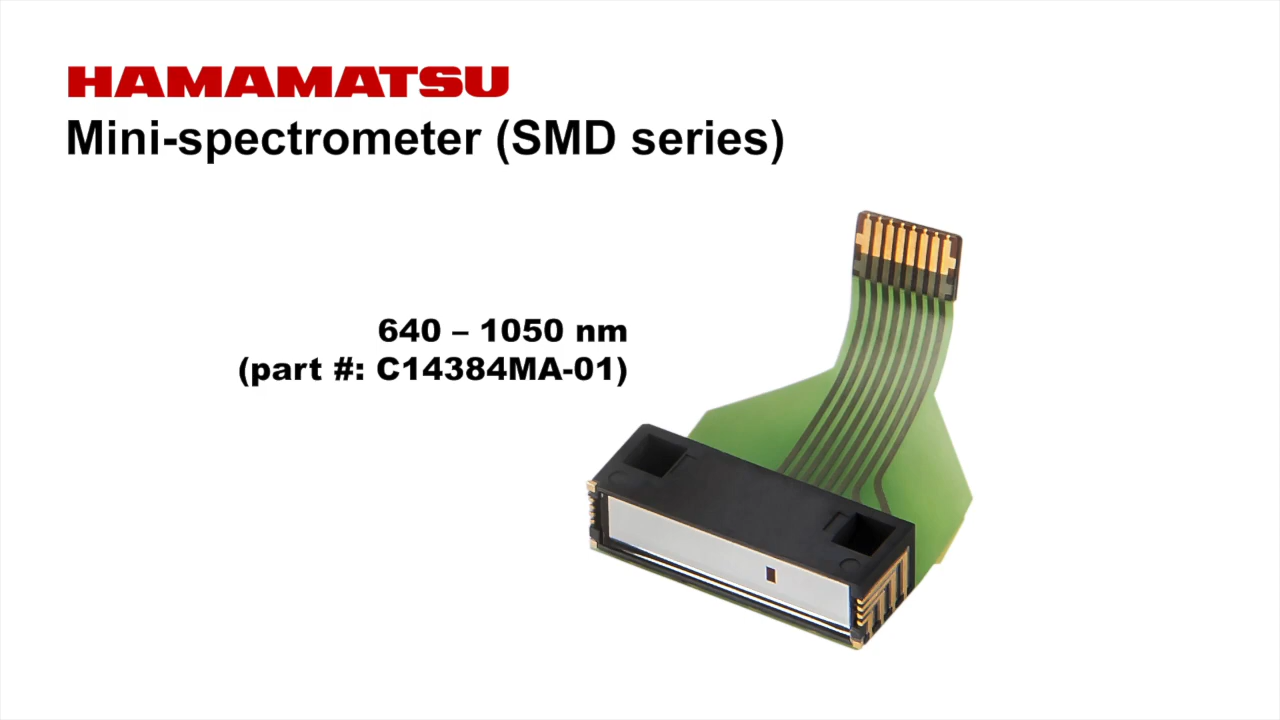 HAMAMATSU
Mini-spectrometer (SMD series)
640 – 1050 nm
(part #: C14384MA-01)